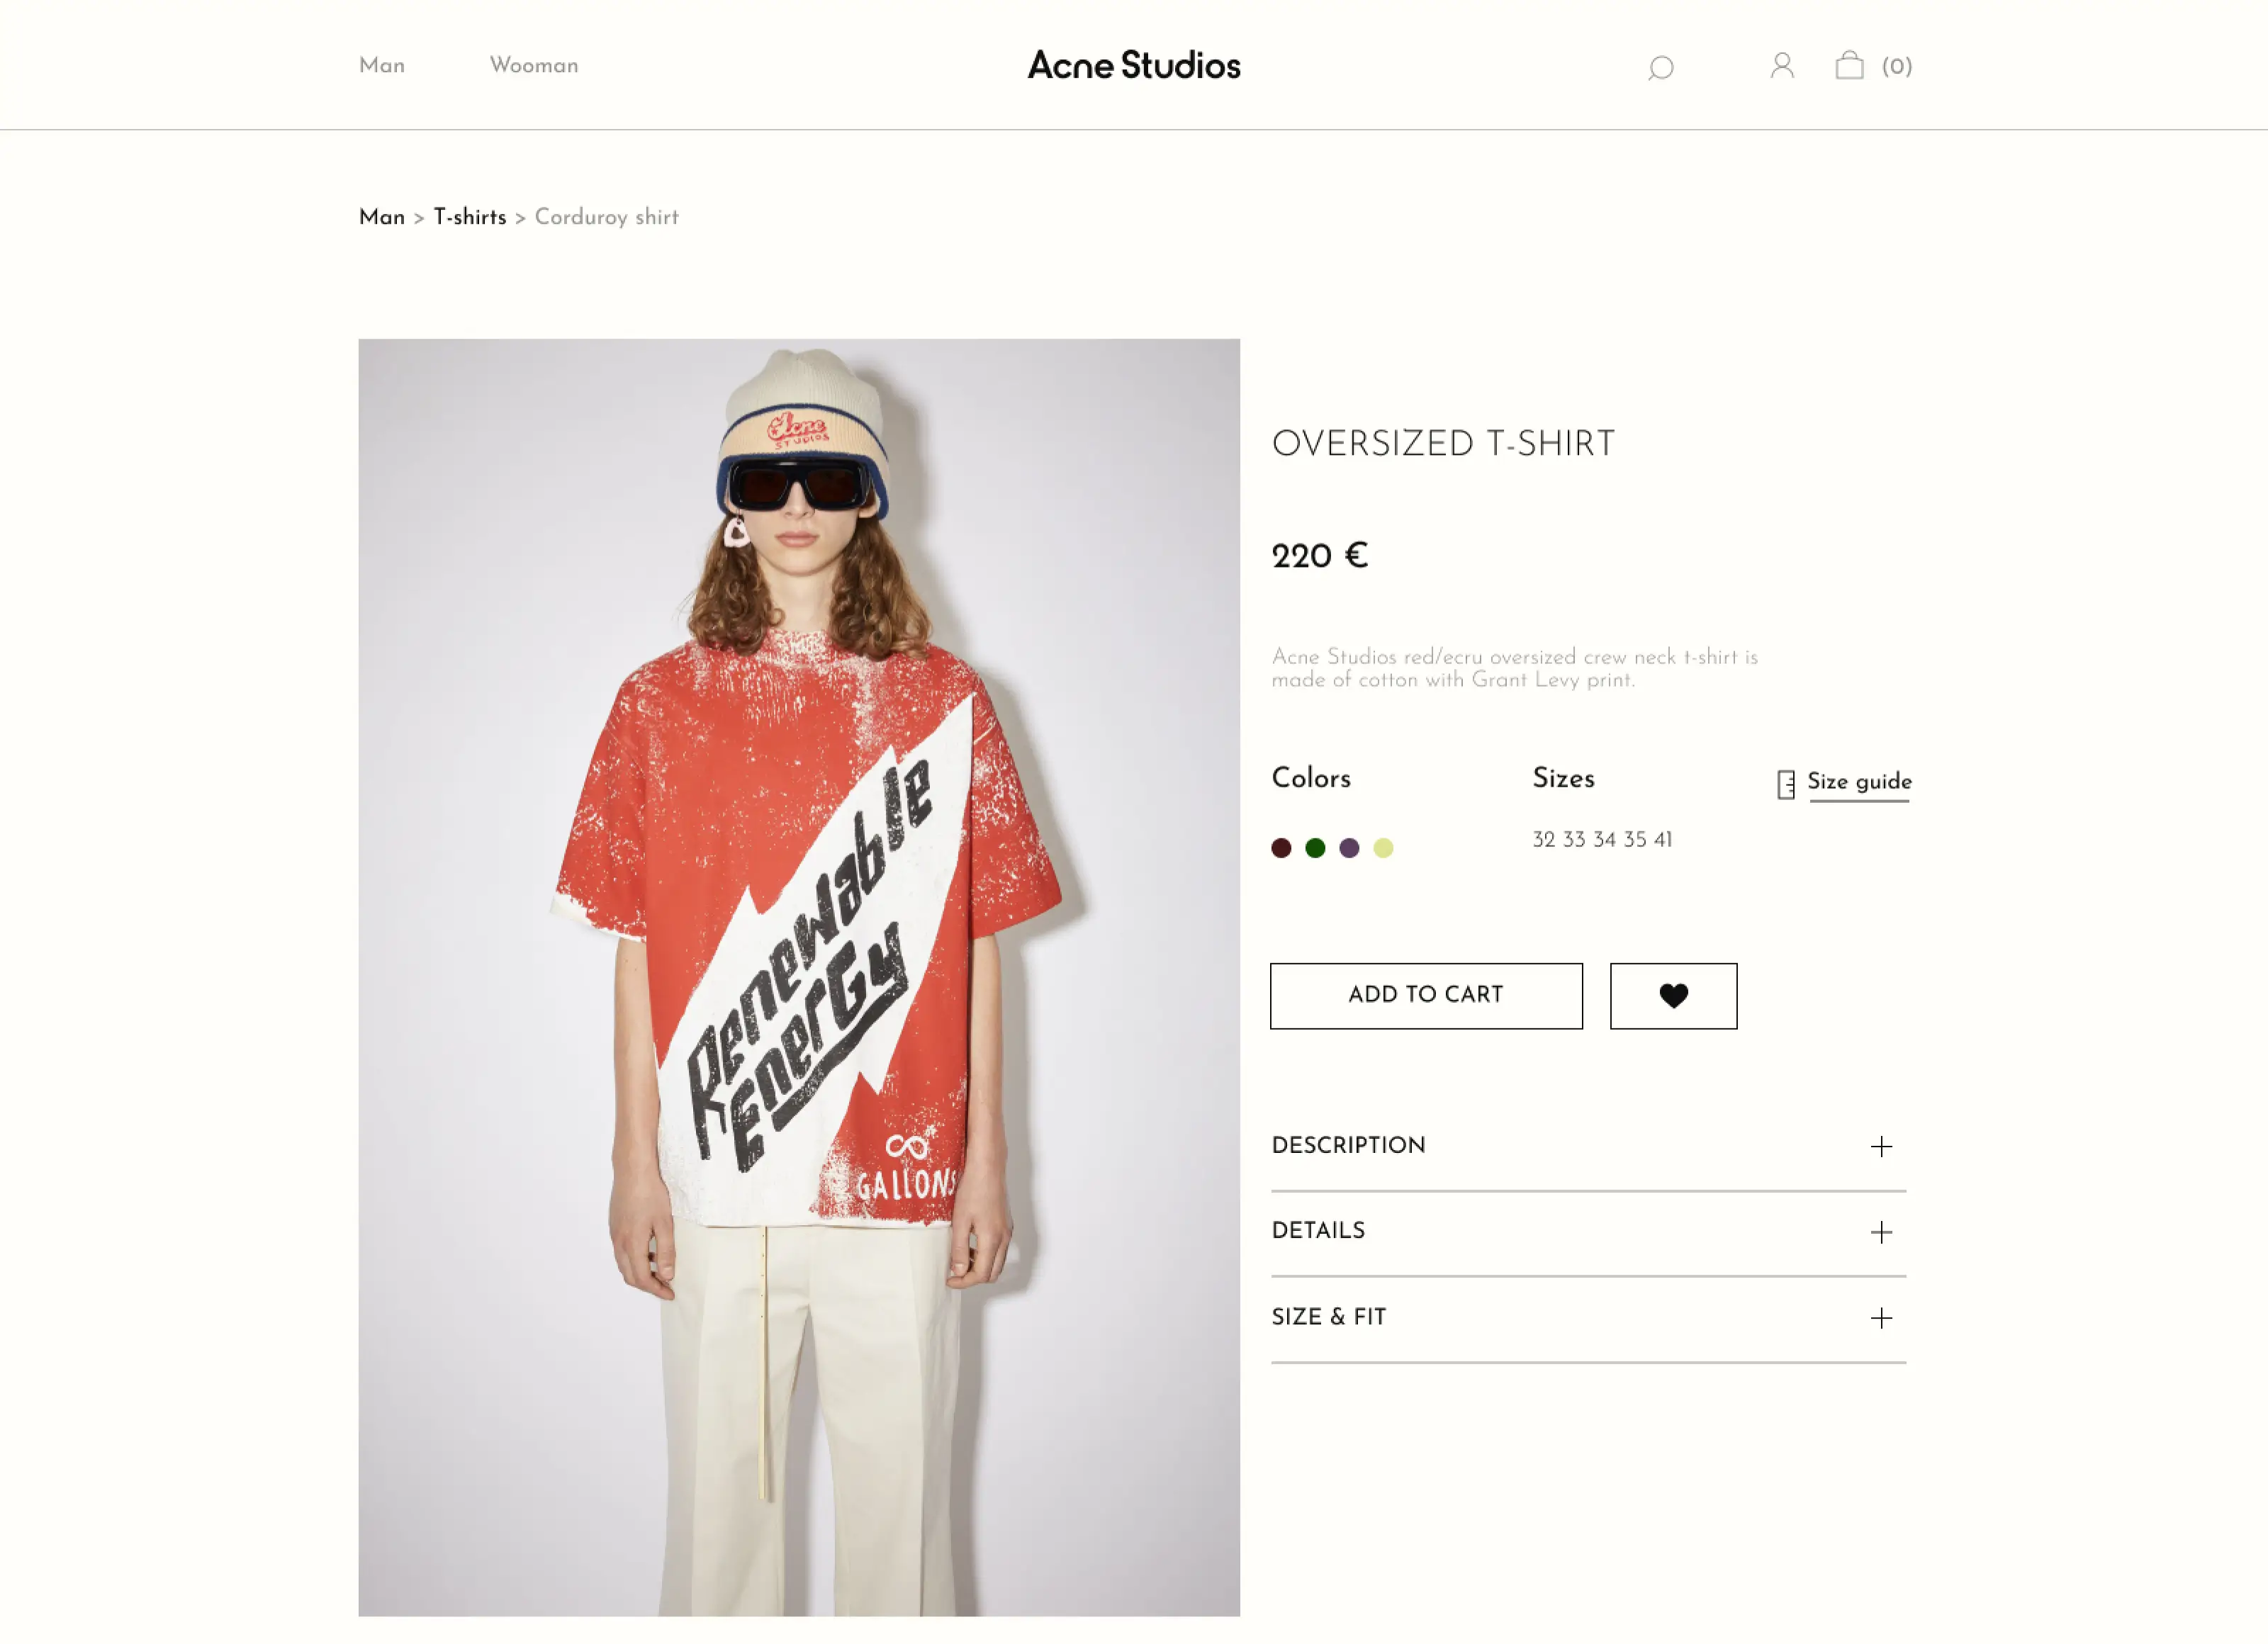 Man Wooman Acne Studios (0)
Man > T-shirts > Corduroy shirt
Acne
STUDIOS
Renewable
EnerGy
GALLONS
OVERSIZED T-SHIRT
220 €
Acne Studios red/ecru oversized crew neck t-shirt is
made of cotton with Grant Levy print.
Colors Sizes Size guide
32 33 34 35 41
ADD TO CART
DESCRIPTION
DETAILS
SIZE & FIT